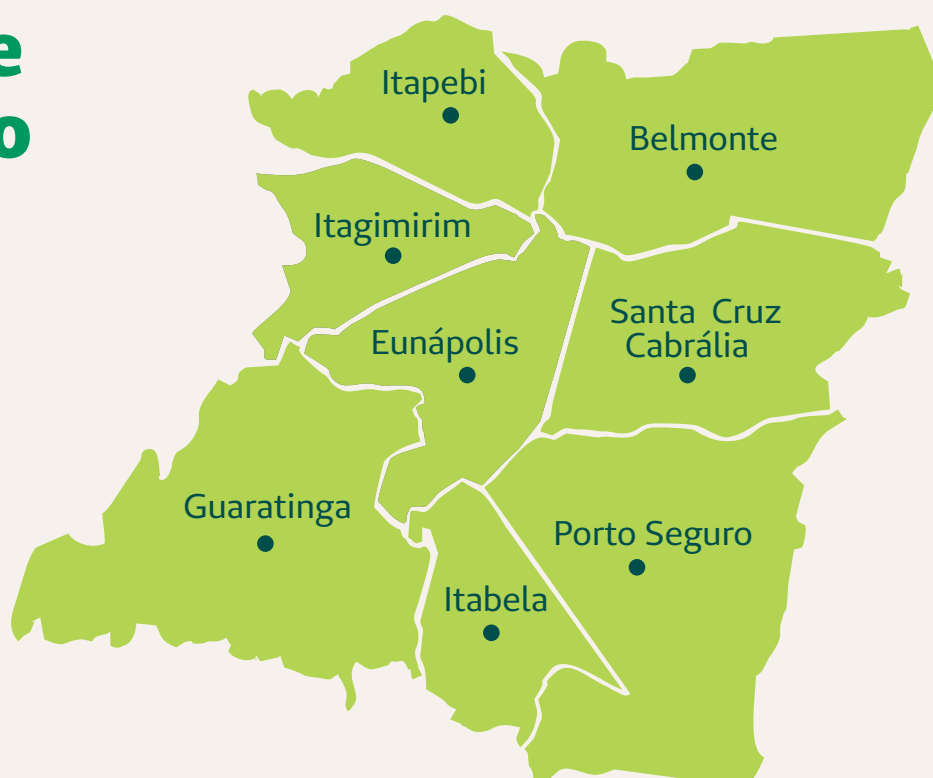 e
o
Itapebi
Belmonte
Itagimirim
Santa Cruz
Cabrália
Eunápolis
Guaratinga
Porto Seguro
Itabela